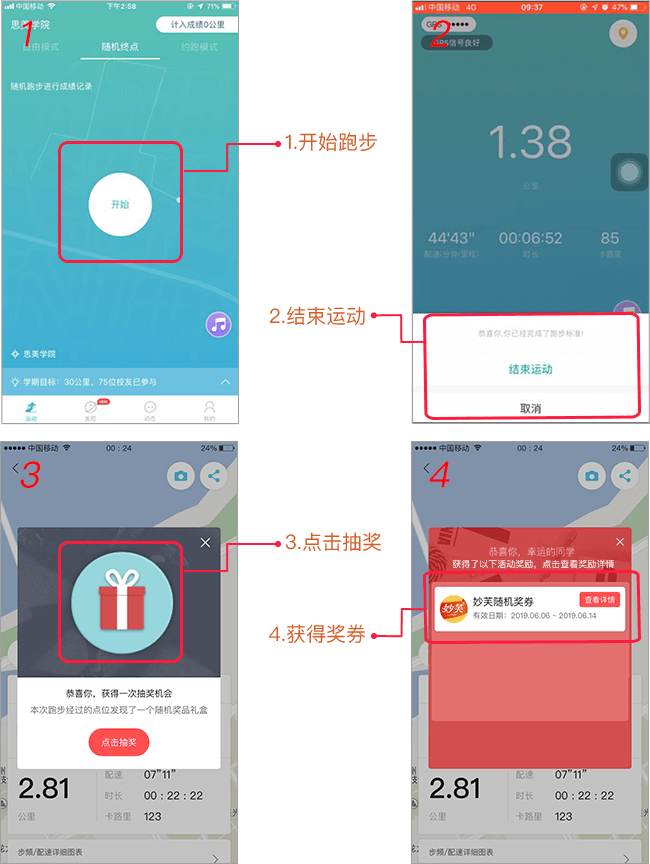 中国移动
下午2:58
71%
1
思美学院
计入成绩0公里
自由模式
随机终点
约跑模式
随机跑步进行成绩记录
开始
思美学院
学期目标：30公里，75位校友已参与
运动
发现
NEW
动态
我的
1.开始跑步
中国移动 4G
09:37
47%
2
GPS
GPS信号良好
1.38
公里
44'43"
00:06:52
85
配速(分钟/公里)
时长
卡路里
恭喜你,你已经完成了跑步标准!
结束运动
取消
2.结束运动
中国移动
00：24
24%
3
恭喜你，获得一次抽奖机会
本次跑步经过的点位发现了一个随机奖品礼盒
点击抽奖
2.81
公里
配速
07'11"
时长
00：22：22
卡路里
123
步频/配速详细图表
3.点击抽奖
中国移动
00：24
24%
4
恭喜你，幸运的同学
获得了以下活动奖励，点击查看奖励详情
妙芙
妙芙随机奖券
有效日期：2019.06.06 ~ 2019.06.14
查看详情
2.81
公里
配速
07'11"
时长
00：22：22
卡路里
123
步频/配速详细图表
4.获得奖券